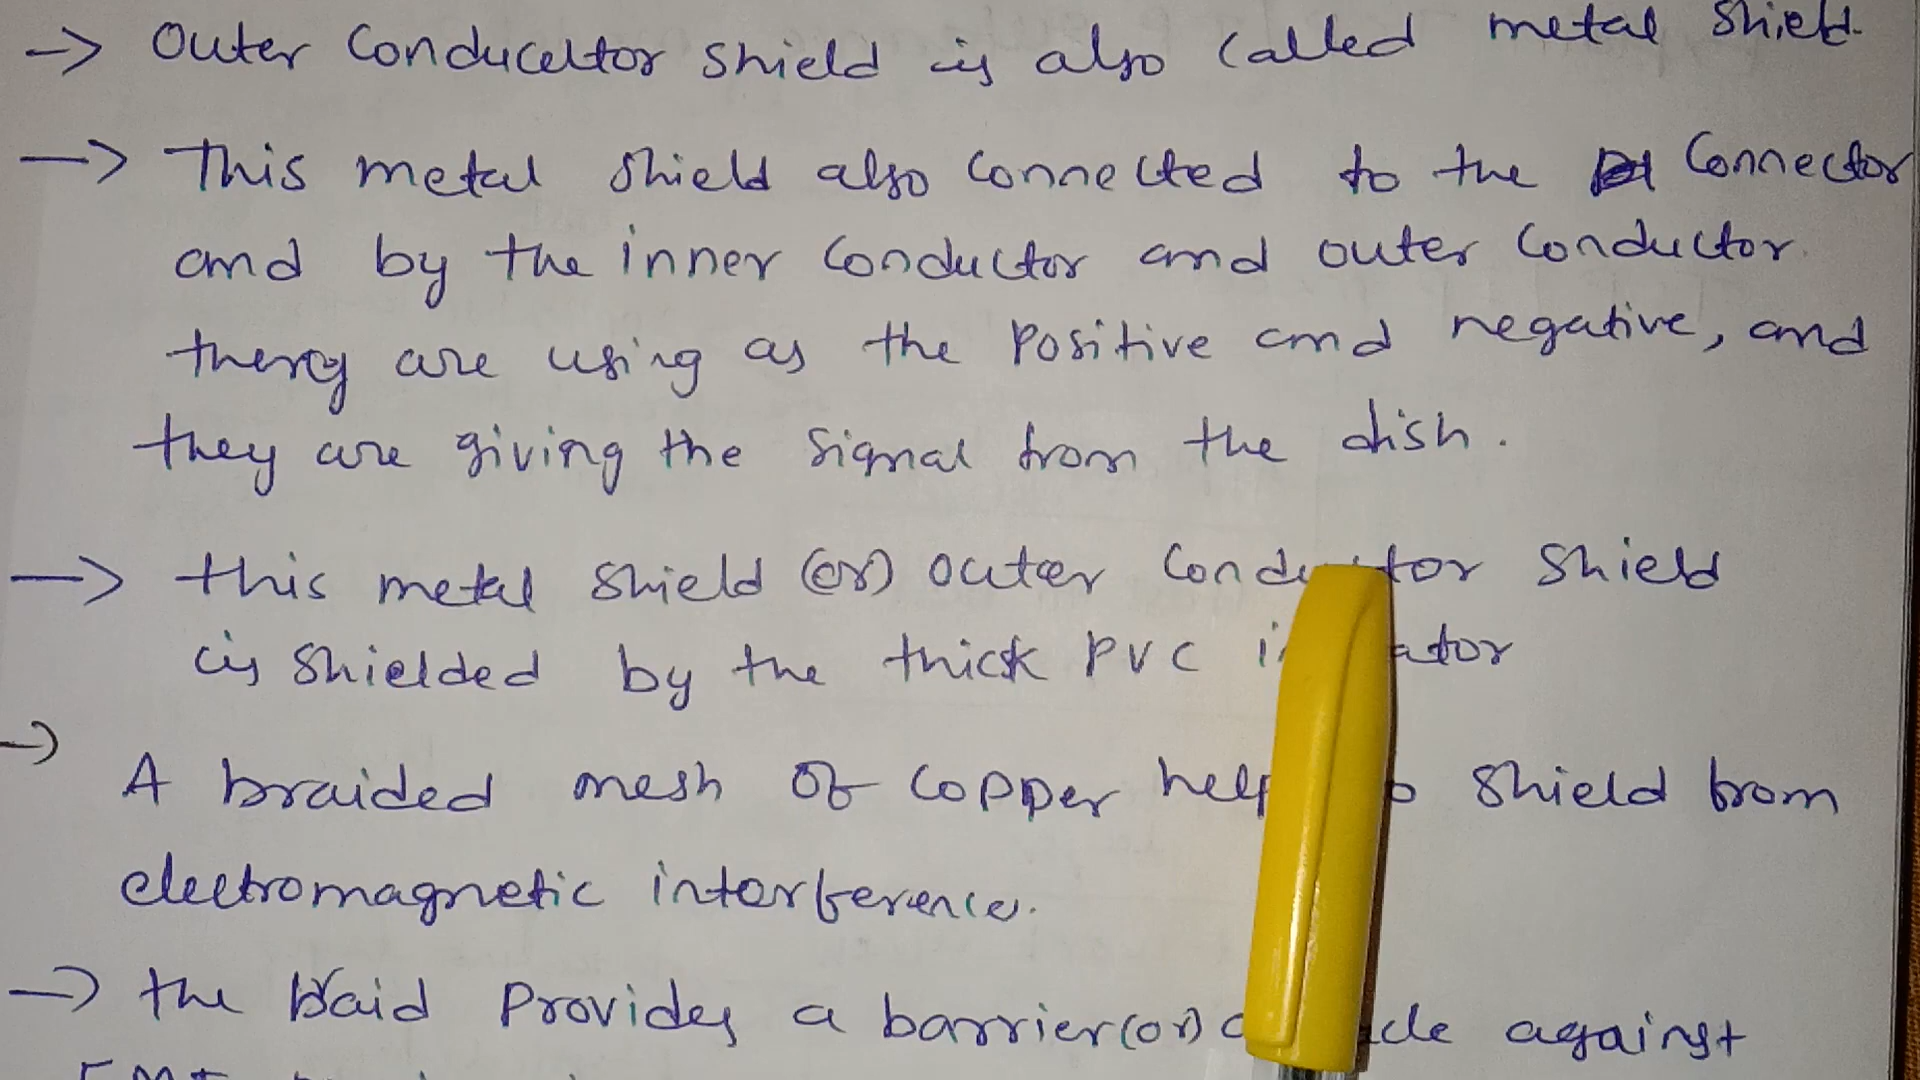 → Outer Conduceltor shield is also called metal shield.
→ This metal shield also connected to the Connector
and by the inner conductor and outer conductor.
they are using as the positive and negative, and
they are giving the signal from the dish.
→ this metal shield (or) outer Conductor shield
is shielded by the thick PVC
→ A braided mesh of copper help shield from
electromagnetic interference.
→ the braid provides a barrier (or) against